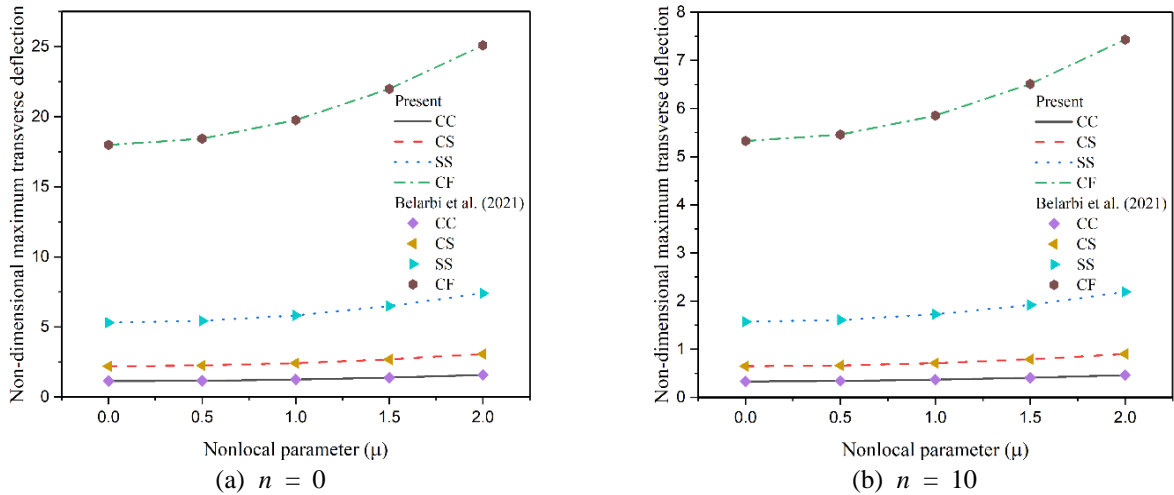 Non-dimensional maximum transverse deflection
25
20
15
10
5
0
0.0 0.5 1.0 1.5 2.0
Nonlocal parameter (μ)
Present
CC
CS
SS
CF
Belarbi et al. (2021)
CC
CS
SS
CF
(a) n = 0
Non-dimensional maximum transverse deflection
8
7
6
5
4
3
2
1
0
0.0 0.5 1.0 1.5 2.0
Nonlocal parameter (μ)
Present
CC
CS
SS
CF
Belarbi et al. (2021)
CC
CS
SS
CF
(b) n = 10